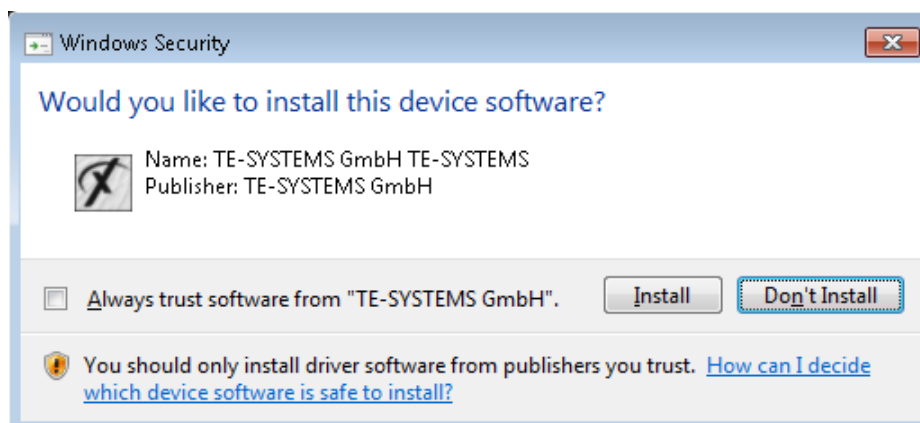 Windows Security
Would you like to install this device software?
Name: TE-SYSTEMS GmbH TE-SYSTEMS
Publisher: TE-SYSTEMS GmbH
Always trust software from "TE-SYSTEMS GmbH".
Install
Don't Install
You should only install driver software from publishers you trust. How can I decide
which device software is safe to install?